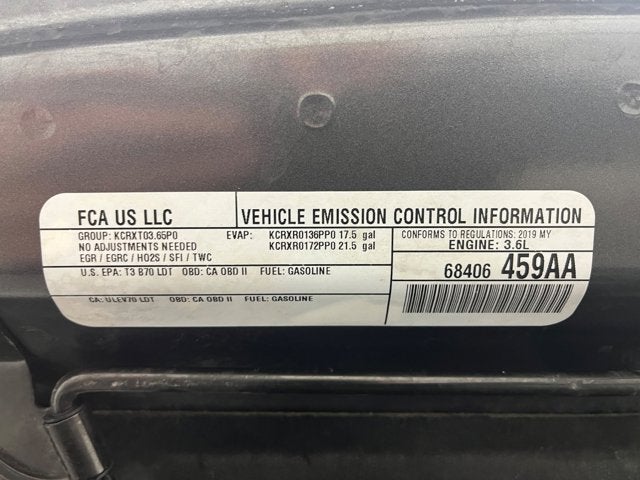 FCA US LLC
VEHICLE EMISSION CONTROL INFORMATION
GROUP: KCRXT03.65P0 EVAP: KCRXR0136PP0 17.5 gal
NO ADJUSTMENTS NEEDED KCRXR0172PP0 21.5 gal
EGR / EGRC / HO2S / SFI / TWC
U.S. EPA: T3 B70 LDT OBD: CA OBD II FUEL: GASOLINE
CA: ULEV70 LDT OBD: CA OBD II FUEL: GASOLINE
CONFORMS TO REGULATIONS: 2019 MY
ENGINE: 3.6L
68406 459AA